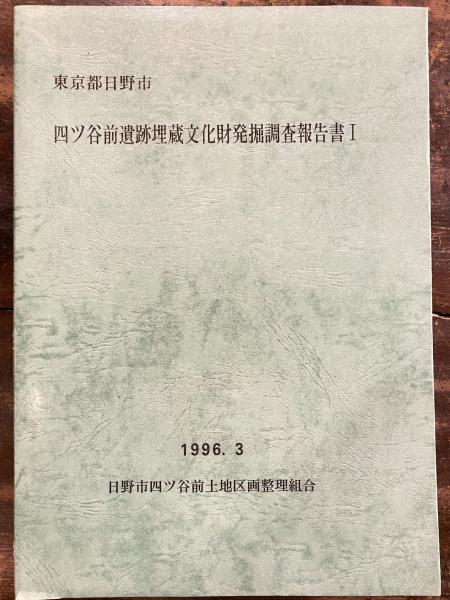 東京都日野市
四ツ谷前遺跡埋蔵文化財発掘調査報告書Ⅰ
1996. 3
日野市四ツ谷前土地区画整理組合